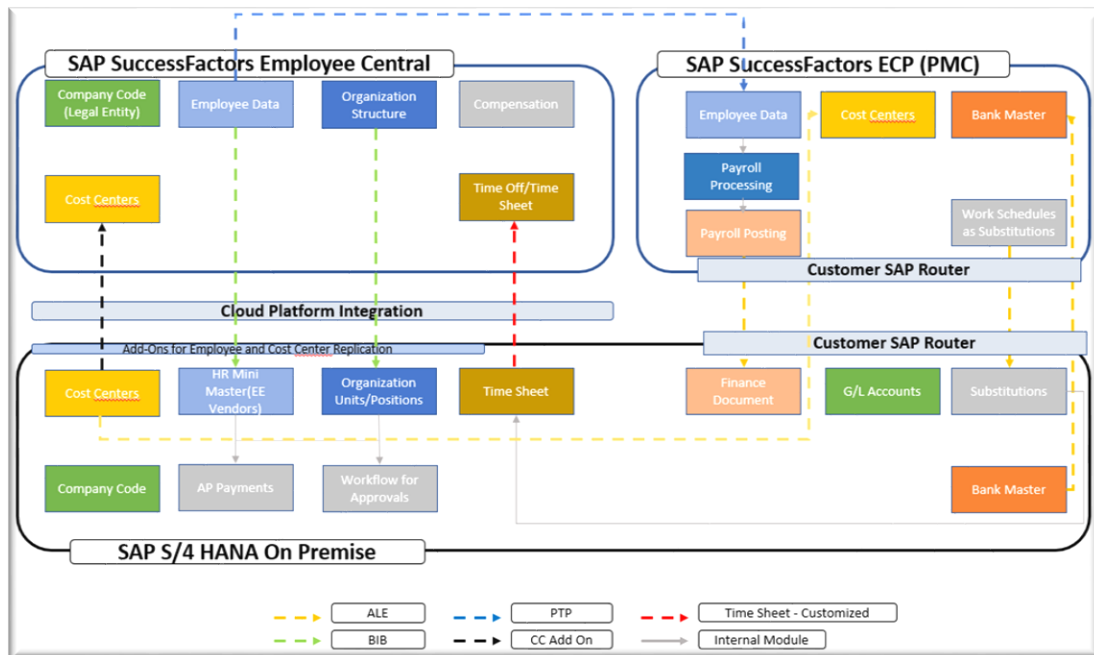 SAP SuccessFactors Employee Central
SAP SuccessFactors ECP (PMC)
Company Code
(Legal Entity)
Employee Data
Organization
Structure
Compensation
Employee Data
Cost Centers
Bank Master
Payroll
Processing
Cost Centers
Time Off/Time
Sheet
Payroll Posting
Work Schedules
as Substitutions
Customer SAP Router
Cloud Platform Integration
Customer SAP Router
Add-Ons for Employee and Cost Center Replication
Cost Centers
HR Mini
Master(EE
Vendors)
Organization
Units/Positions
Time Sheet
Finance
Document
G/L Accounts
Substitutions
Company Code
AP Payments
Workflow for
Approvals
Bank Master
SAP S/4 HANA On Premise
ALE
PTP
Time Sheet - Customized
BIB
CC Add On
Internal Module